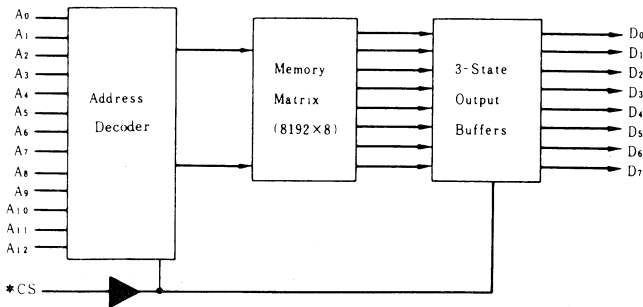 A0
A1
A2
A3
A4
A5
A6
A7
A8
A9
A10
A11
A12
*CS
Address
Decoder
Memory
Matrix
(8192×8)
3-State
Output
Buffers
D0
D1
D2
D3
D4
D5
D6
D7